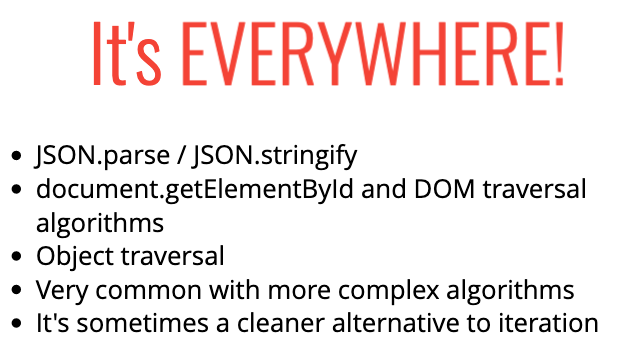 It's EVERYWHERE!
• JSON.parse / JSON.stringify
• document.getElementById and DOM traversal
algorithms
• Object traversal
• Very common with more complex algorithms
• It's sometimes a cleaner alternative to iteration